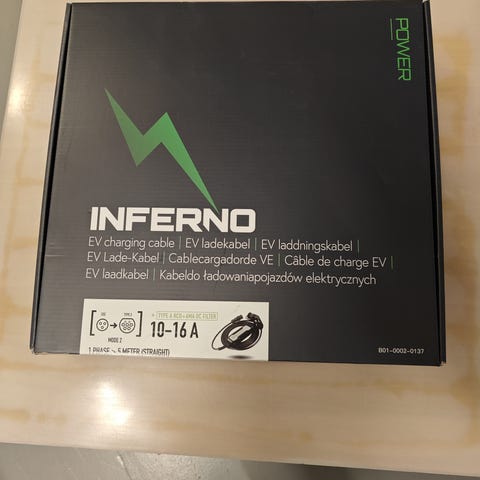 POWER
INFERNO
EV charging cable | EV ladekabel | EV laddningskabel |
EV Lade-Kabel | Cablecargadorde VE | Câble de charge EV |
EV laadkabel | Kabeldo ładowaniapojazdów elektrycznych
+ TYPE A RCD+6MA DC FILTER
TYPE 2
10-16 A
MODE 2
1 PHASE - 5 METER (STRAIGHT)
B01-0002-0137